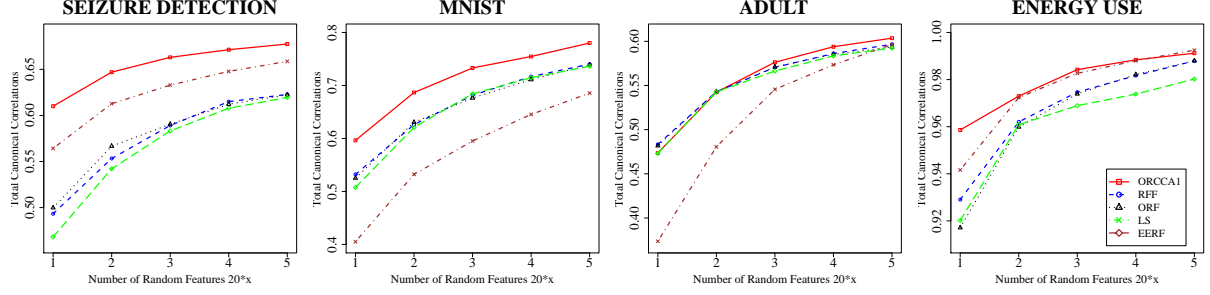 SEIZURE DETECTION
Total Canonical Correlations
0.65
0.60
0.55
0.50
1 2 3 4 5
Number of Random Features 20*x
MNIST
Total Canonical Correlations
0.8
0.7
0.6
0.5
0.4
1 2 3 4 5
Number of Random Features 20*x
ADULT
Total Canonical Correlations
0.60
0.55
0.50
0.45
0.40
1 2 3 4 5
Number of Random Features 20*x
ENERGY USE
Total Canonical Correlations
1.00
0.98
0.96
0.94
0.92
1 2 3 4 5
Number of Random Features 20*x
ORCCA1
RFF
ORF
LS
EERF